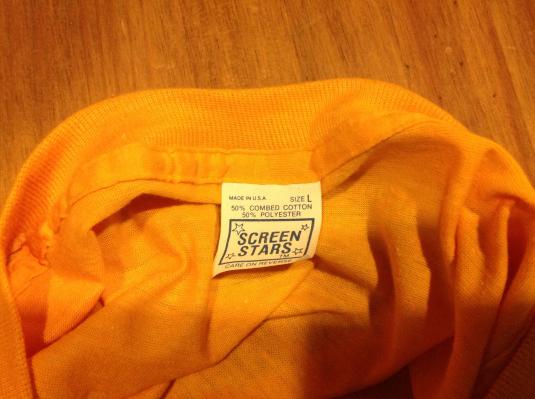 MADE IN U.S.A. SIZE L
50% COMBED COTTON
50% POLYESTER
SCREEN
STARS
TM
CARE ON REVERSE